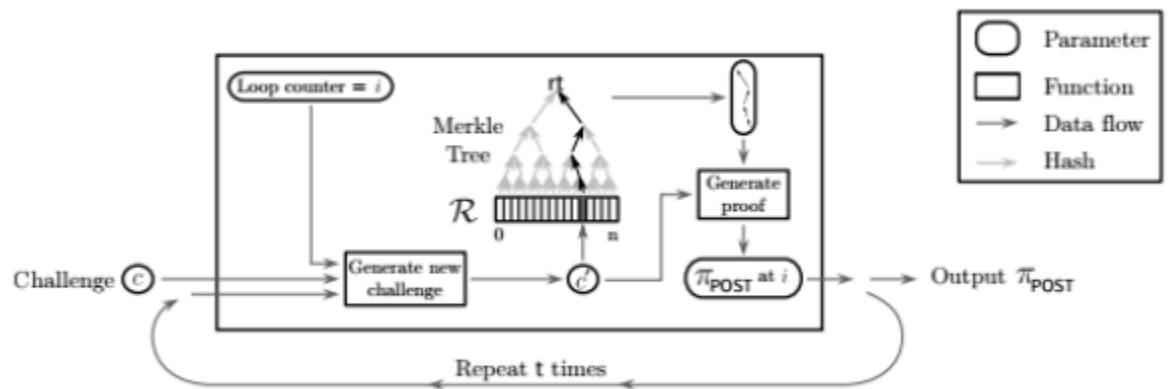 Loop counter = i
rt
Merkle
Tree
R
0
n
Generate
proof
Challenge c
Generate new
challenge
c′
π_POST at i
Output π_POST
Repeat t times
Parameter
Function
Data flow
Hash